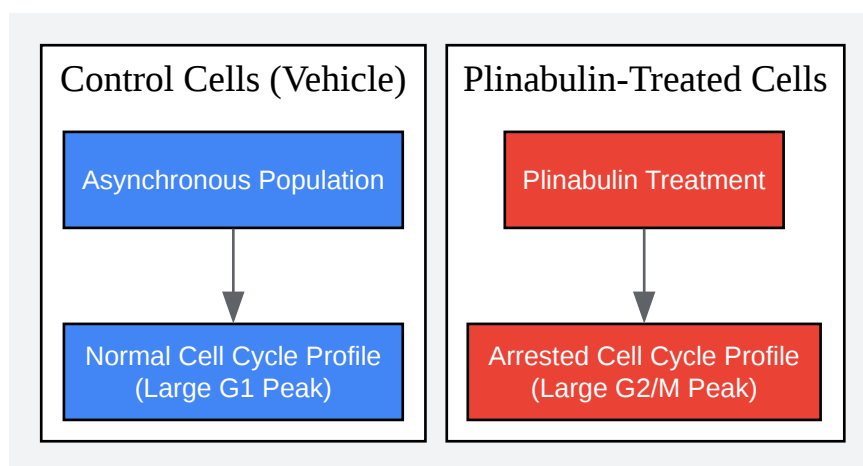 Control Cells (Vehicle)
Asynchronous Population
Normal Cell Cycle Profile
(Large G1 Peak)
Plinabulin-Treated Cells
Plinabulin Treatment
Arrested Cell Cycle Profile
(Large G2/M Peak)